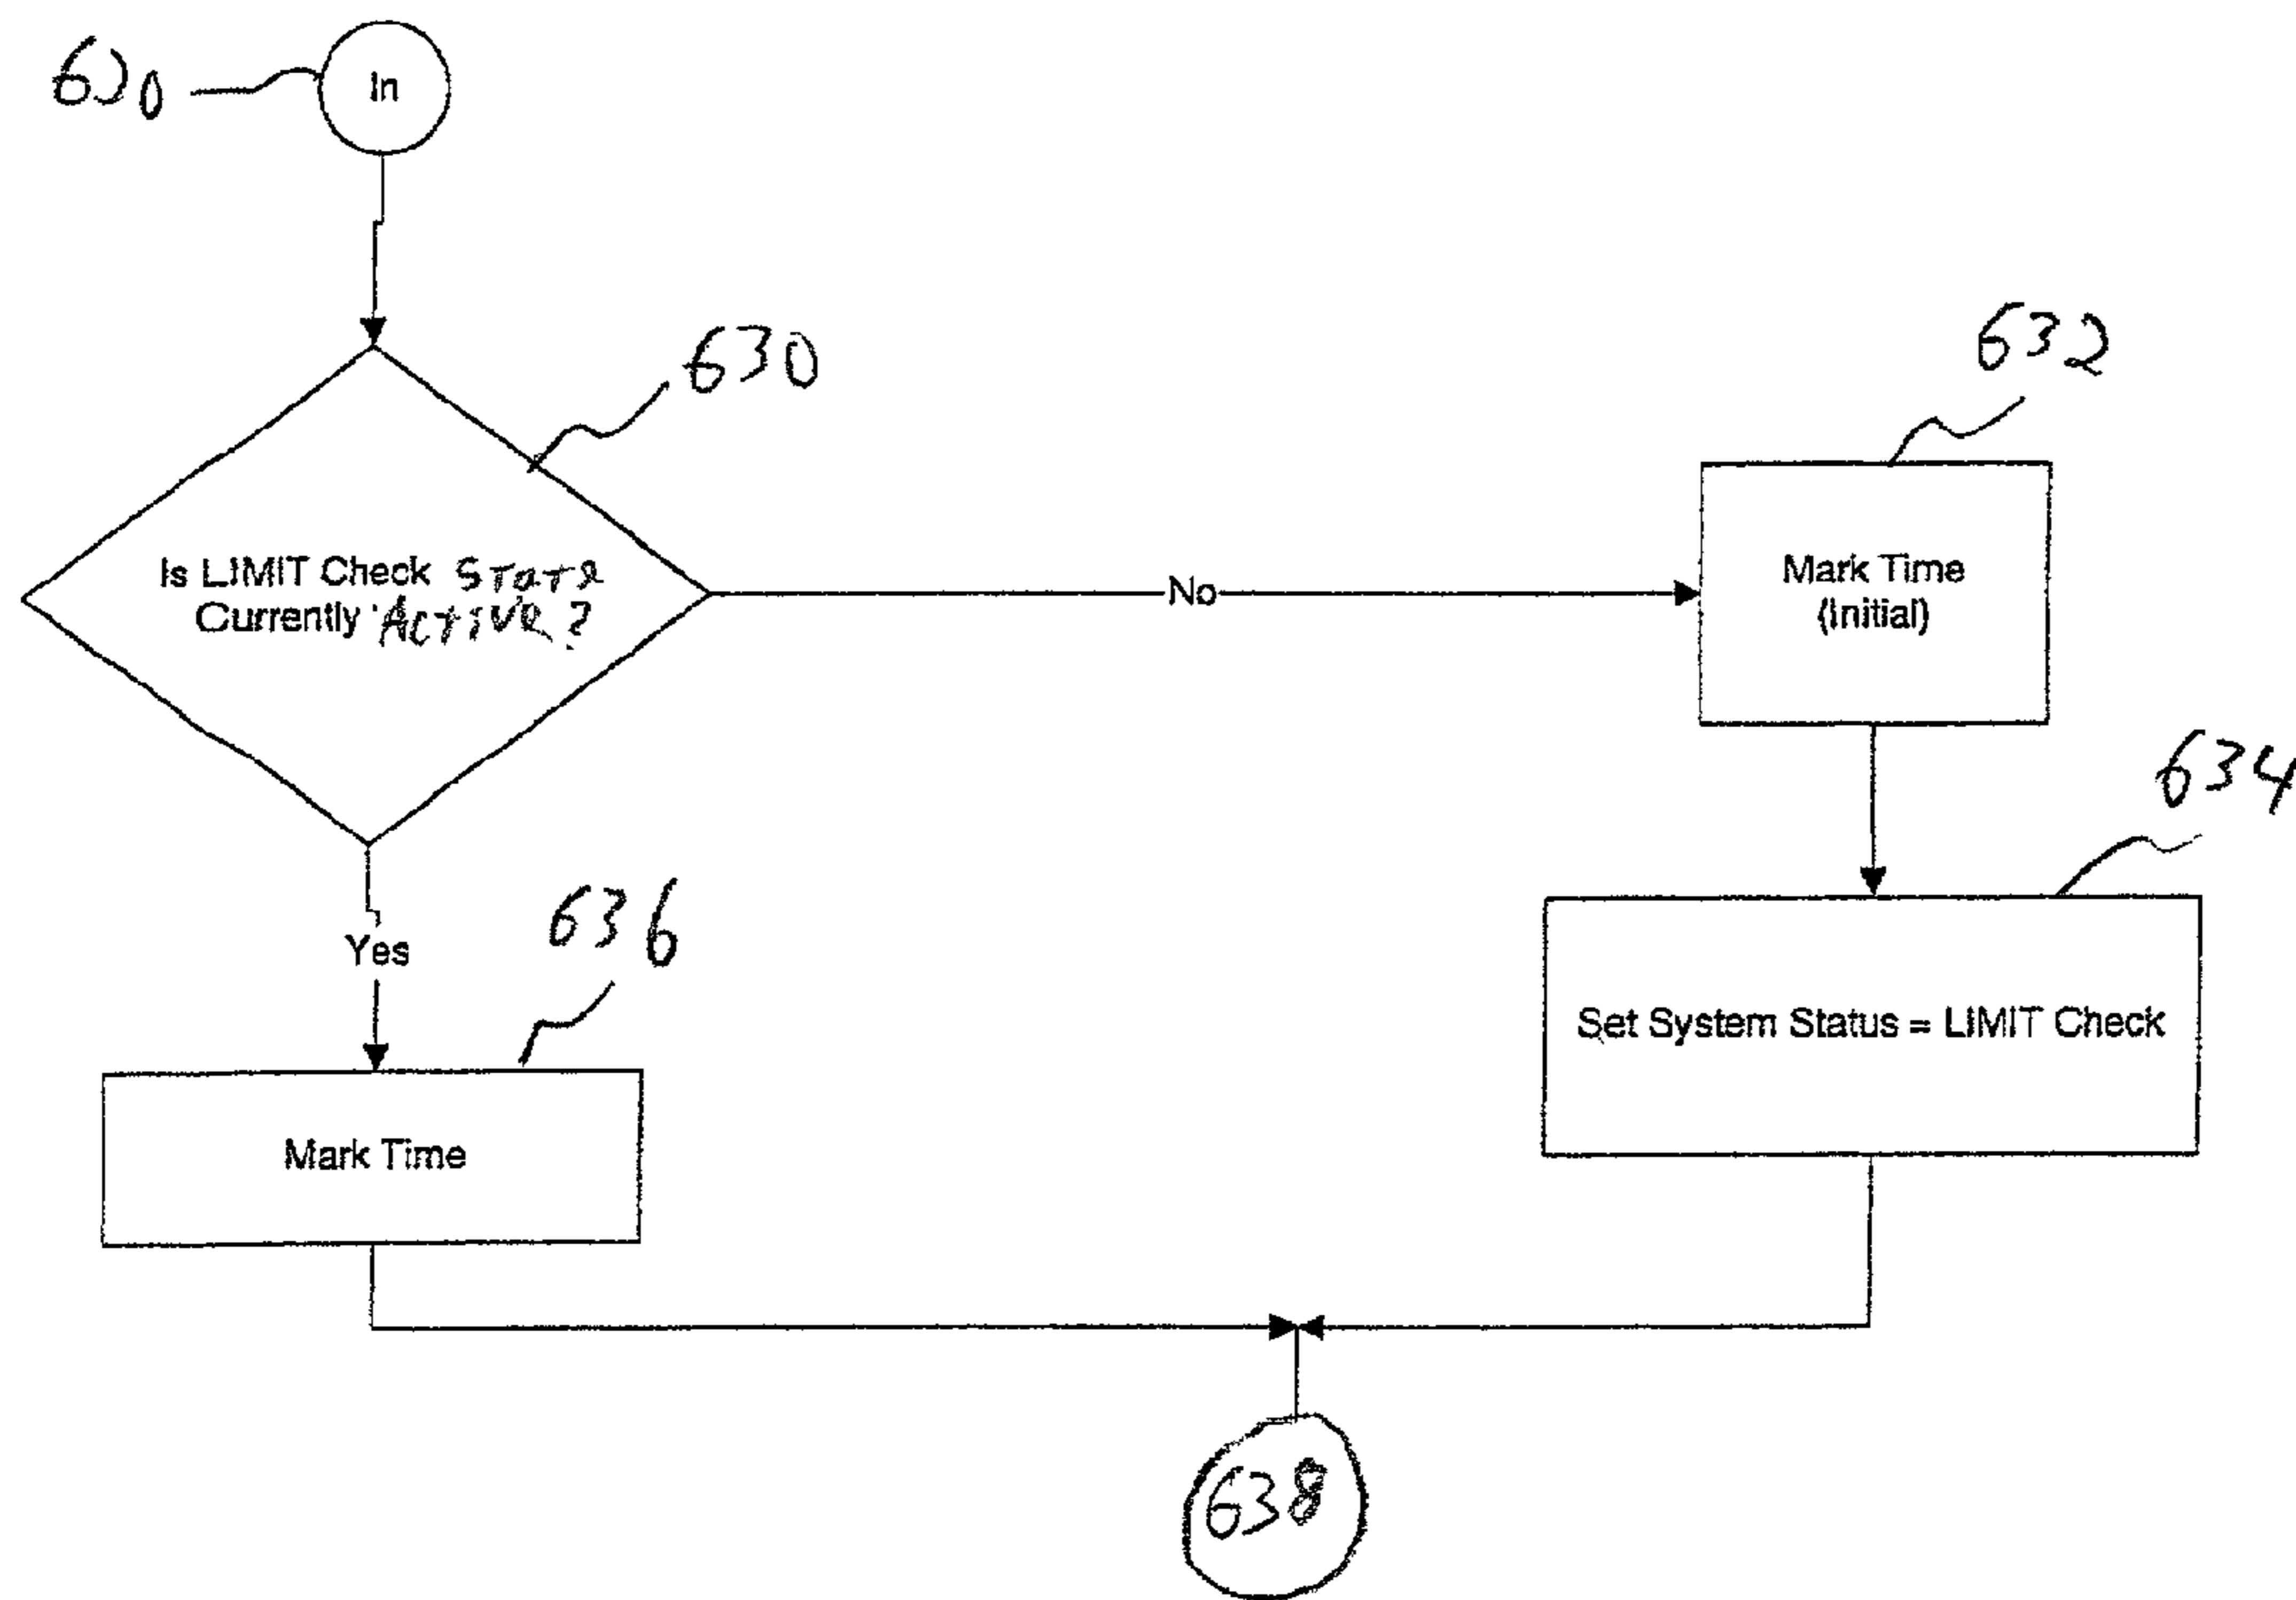 630
In
630
632
Is LIMIT Check State
Currently Active?
No
Mark Time
(Initial)
634
Yes
636
Set System Status = LIMIT Check
Mark Time
638